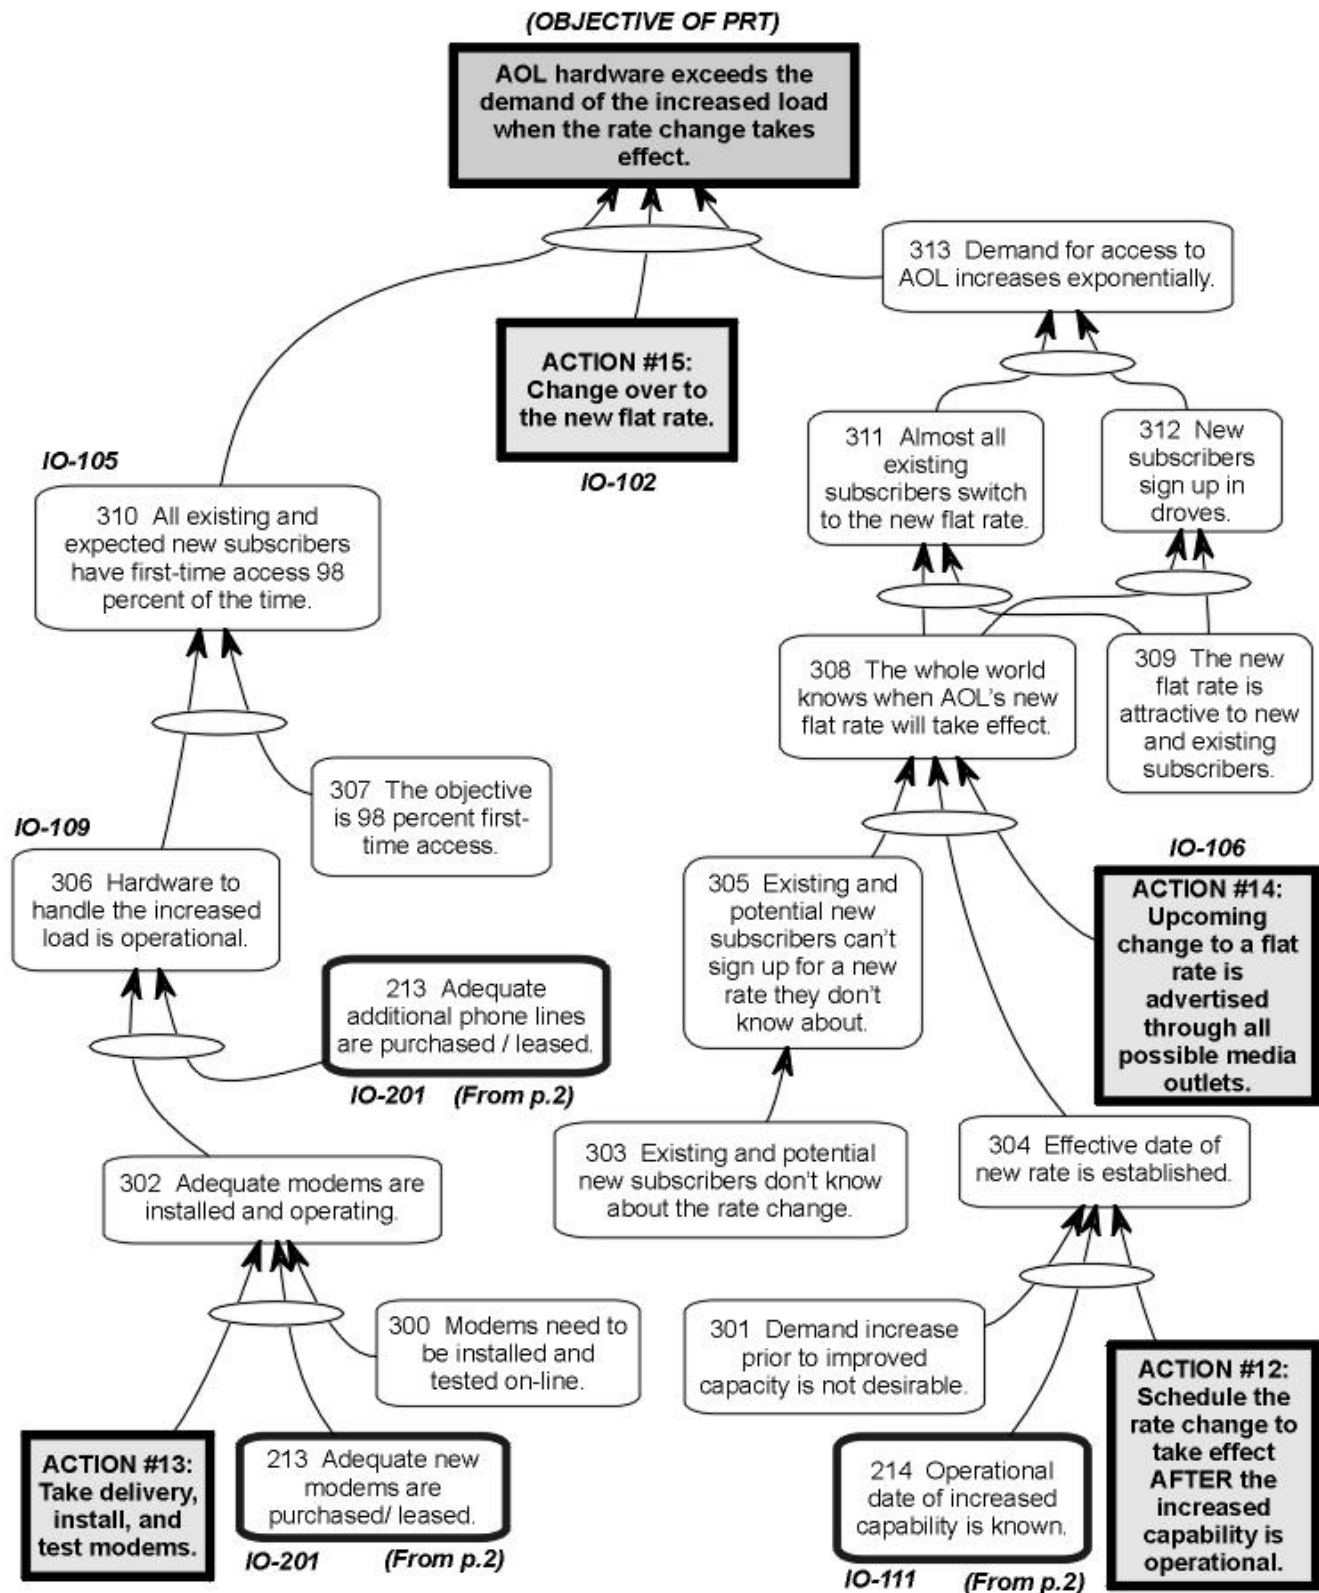 (OBJECTIVE OF PRT)
AOL hardware exceeds the
demand of the increased load
when the rate change takes
effect.
313 Demand for access to
AOL increases exponentially.
ACTION #15:
Change over to
the new flat rate.
IO-102
311 Almost all
existing
subscribers switch
to the new flat rate.
312 New
subscribers
sign up in
droves.
IO-105
310 All existing and
expected new subscribers
have first-time access 98
percent of the time.
308 The whole world
knows when AOL's new
flat rate will take effect.
309 The new
flat rate is
attractive to new
and existing
subscribers.
307 The objective
is 98 percent first-
time access.
IO-109
306 Hardware to
handle the increased
load is operational.
305 Existing and
potential new
subscribers can't
sign up for a new
rate they don't
know about.
IO-106
ACTION #14:
Upcoming
change to a flat
rate is
advertised
through all
possible media
outlets.
213 Adequate
additional phone lines
are purchased / leased.
IO-201 (From p.2)
302 Adequate modems are
installed and operating.
303 Existing and potential
new subscribers don't know
about the rate change.
304 Effective date of
new rate is established.
300 Modems need to
be installed and
tested on-line.
301 Demand increase
prior to improved
capacity is not desirable.
ACTION #13:
Take delivery,
install, and
test modems.
213 Adequate new
modems are
purchased/ leased.
IO-201 (From p.2)
214 Operational
date of increased
capability is known.
IO-111 (From p.2)
ACTION #12:
Schedule the
rate change to
take effect
AFTER the
increased
capability is
operational.